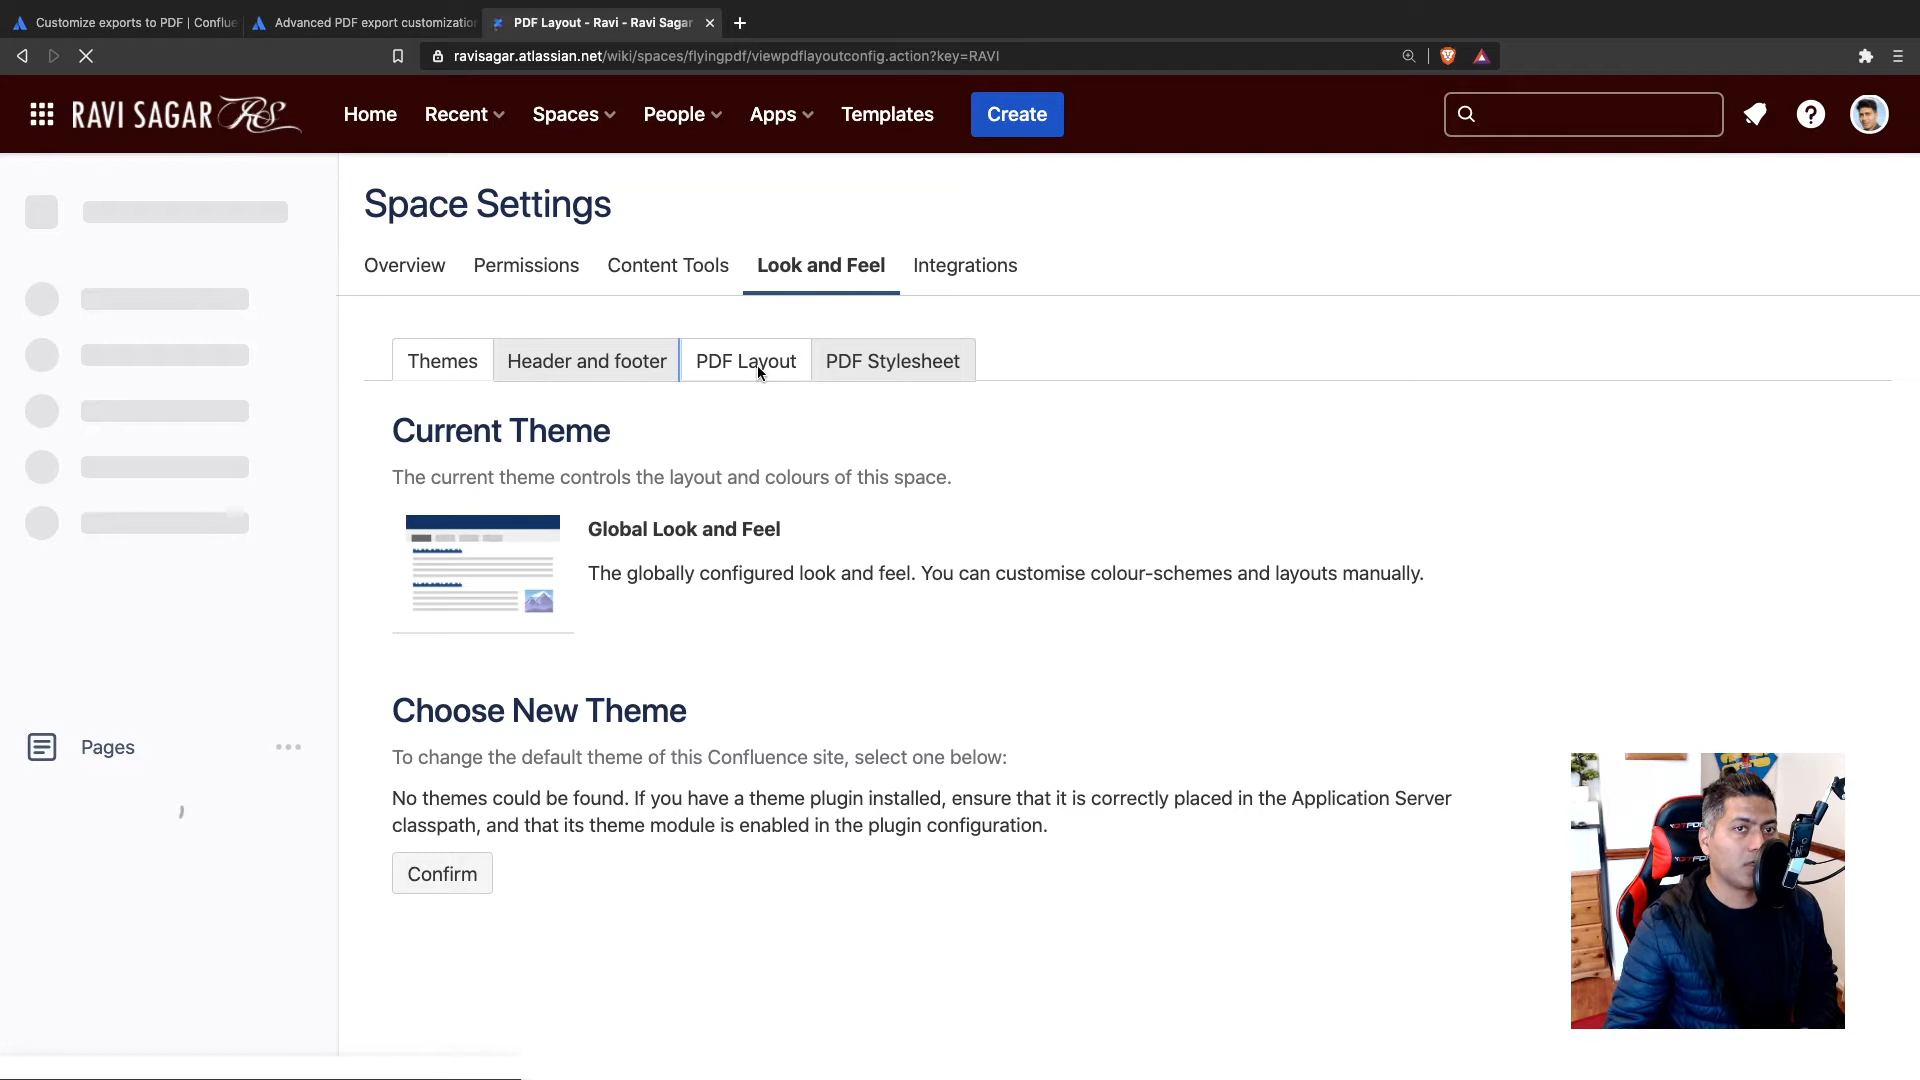 Customize exports to PDF | Conflue
Advanced PDF export customizatio
PDF Layout - Ravi - Ravi Sagar
ravisagar.atlassian.net/wiki/spaces/flyingpdf/viewpdflayoutconfig.action?key=RAVI
RAVI SAGAR RS
Home
Recent
Spaces
People
Apps
Templates
Create
Space Settings
Overview
Permissions
Content Tools
Look and Feel
Integrations
Themes
Header and footer
PDF Layout
PDF Stylesheet
Current Theme
The current theme controls the layout and colours of this space.
Global Look and Feel
The globally configured look and feel. You can customise colour-schemes and layouts manually.
Pages
Choose New Theme
To change the default theme of this Confluence site, select one below:
No themes could be found. If you have a theme plugin installed, ensure that it is correctly placed in the Application Server
classpath, and that its theme module is enabled in the plugin configuration.
Confirm